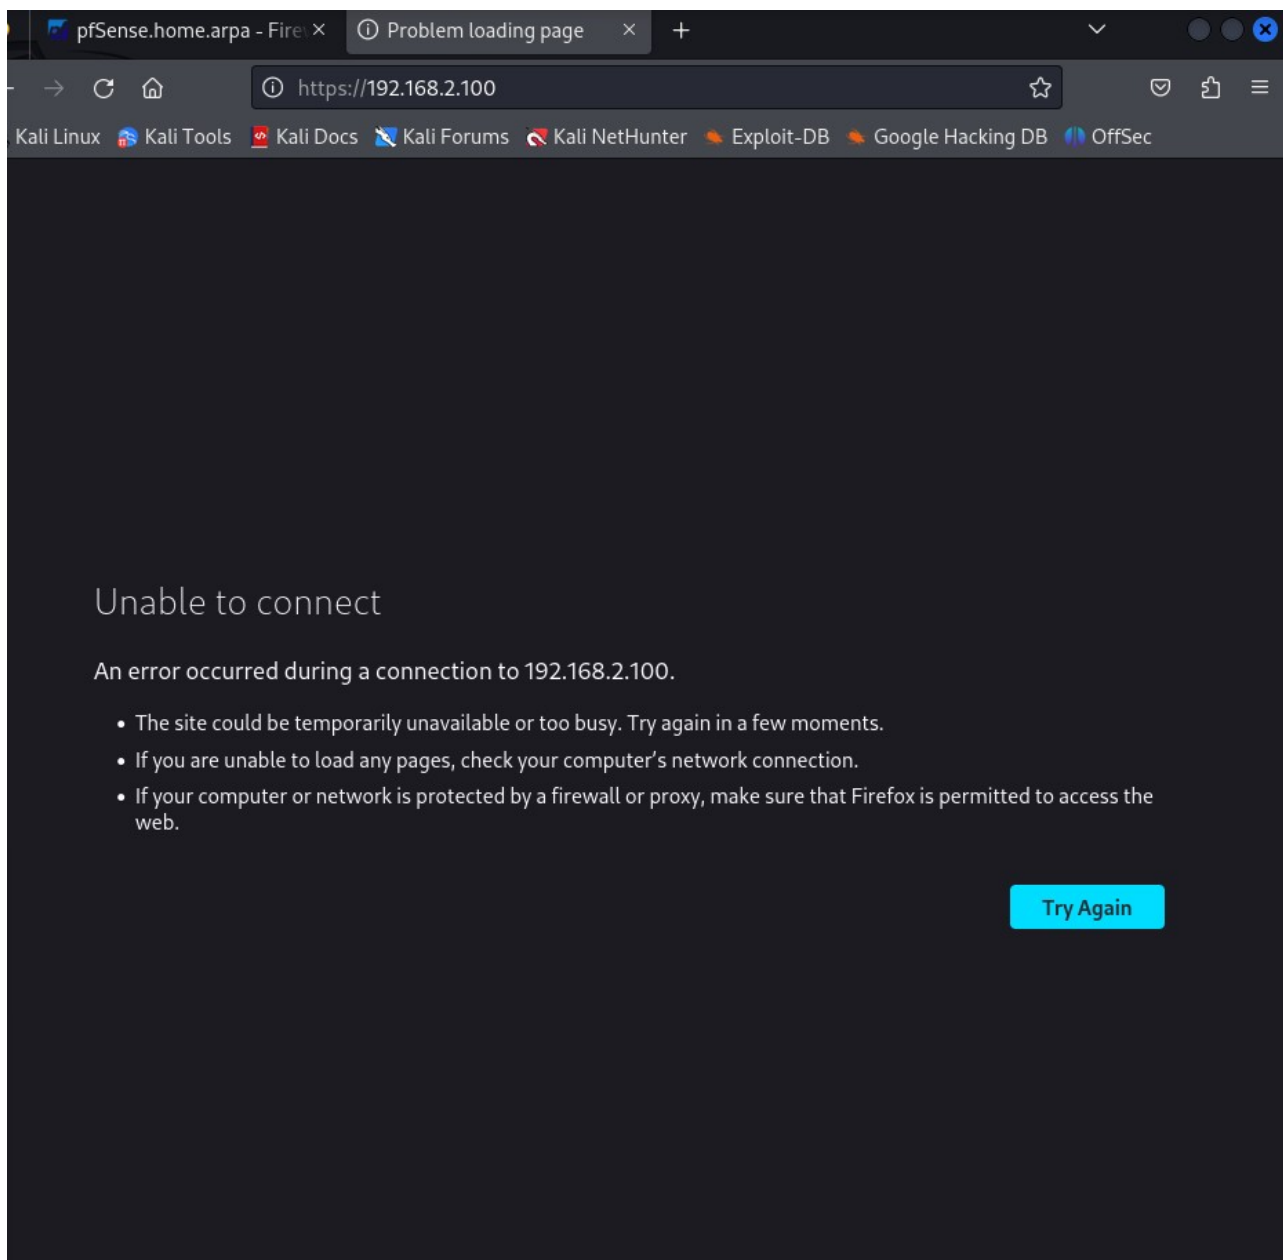 pfSense.home.arpa - Fire
Problem loading page
https://192.168.2.100
Kali Linux Kali Tools Kali Docs Kali Forums Kali NetHunter Exploit-DB Google Hacking DB OffSec
Unable to connect
An error occurred during a connection to 192.168.2.100.
• The site could be temporarily unavailable or too busy. Try again in a few moments.
• If you are unable to load any pages, check your computer’s network connection.
• If your computer or network is protected by a firewall or proxy, make sure that Firefox is permitted to access the
web.
Try Again